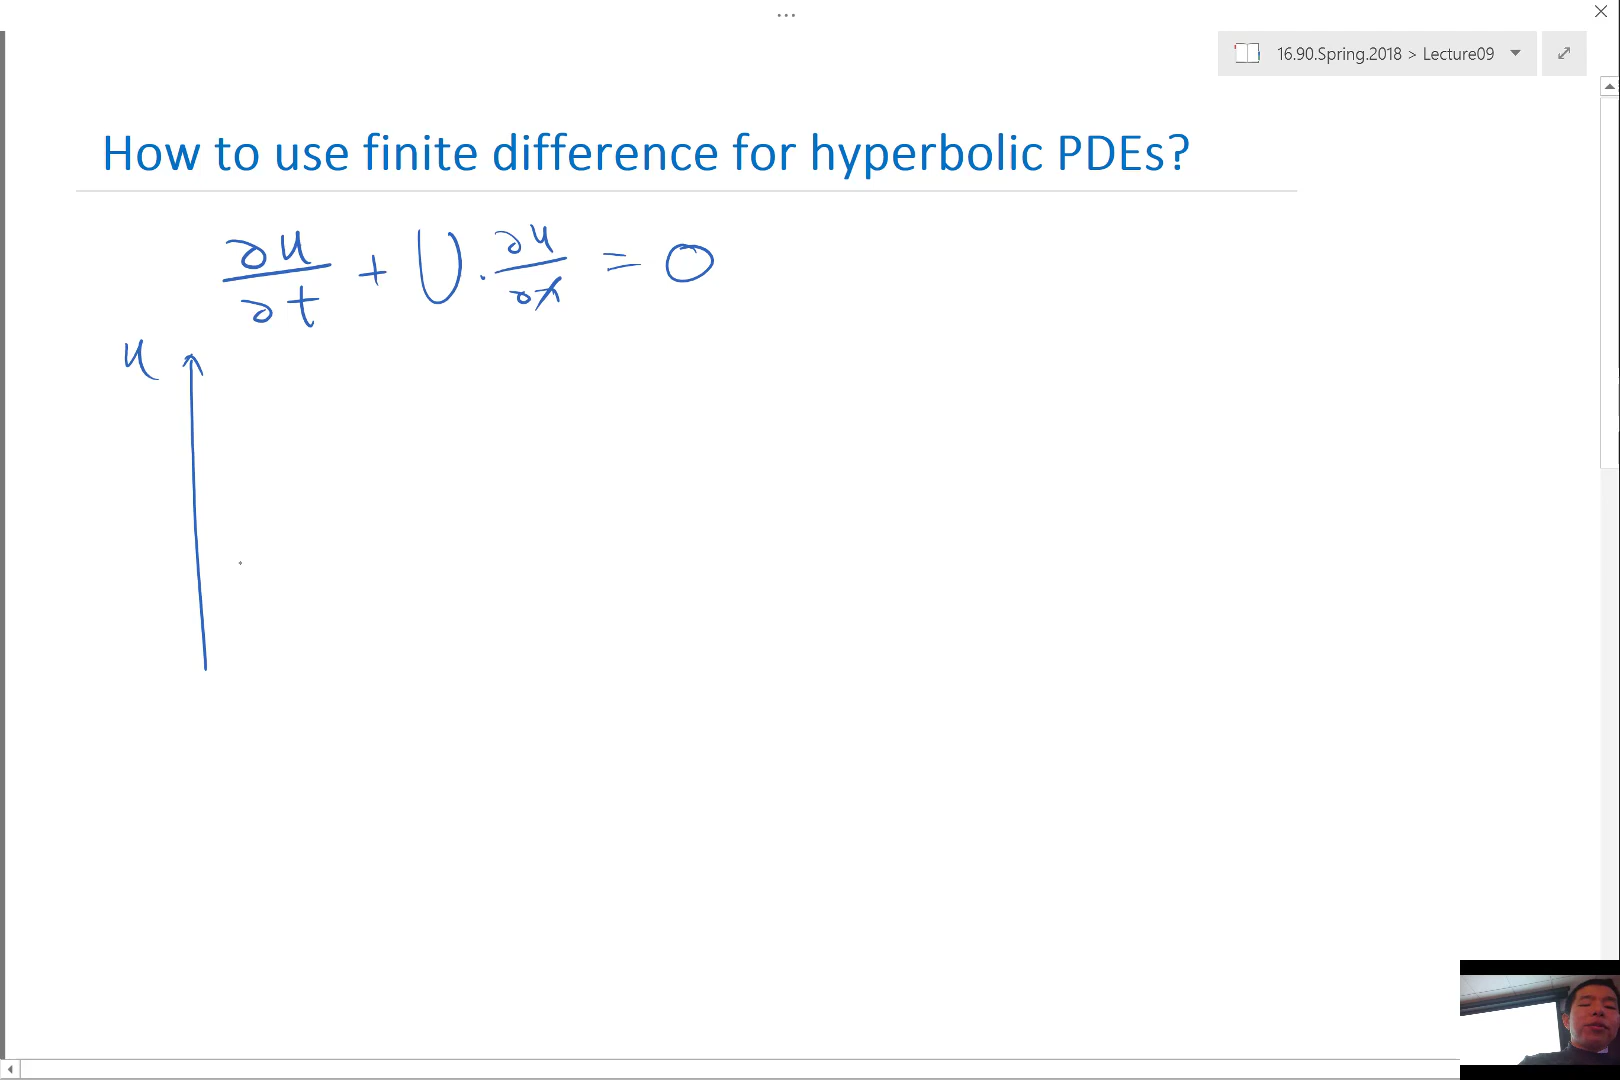 16.90.Spring.2018 > Lecture09
How to use finite difference for hyperbolic PDEs?
∂u/∂t + U · ∂u/∂x = 0
u